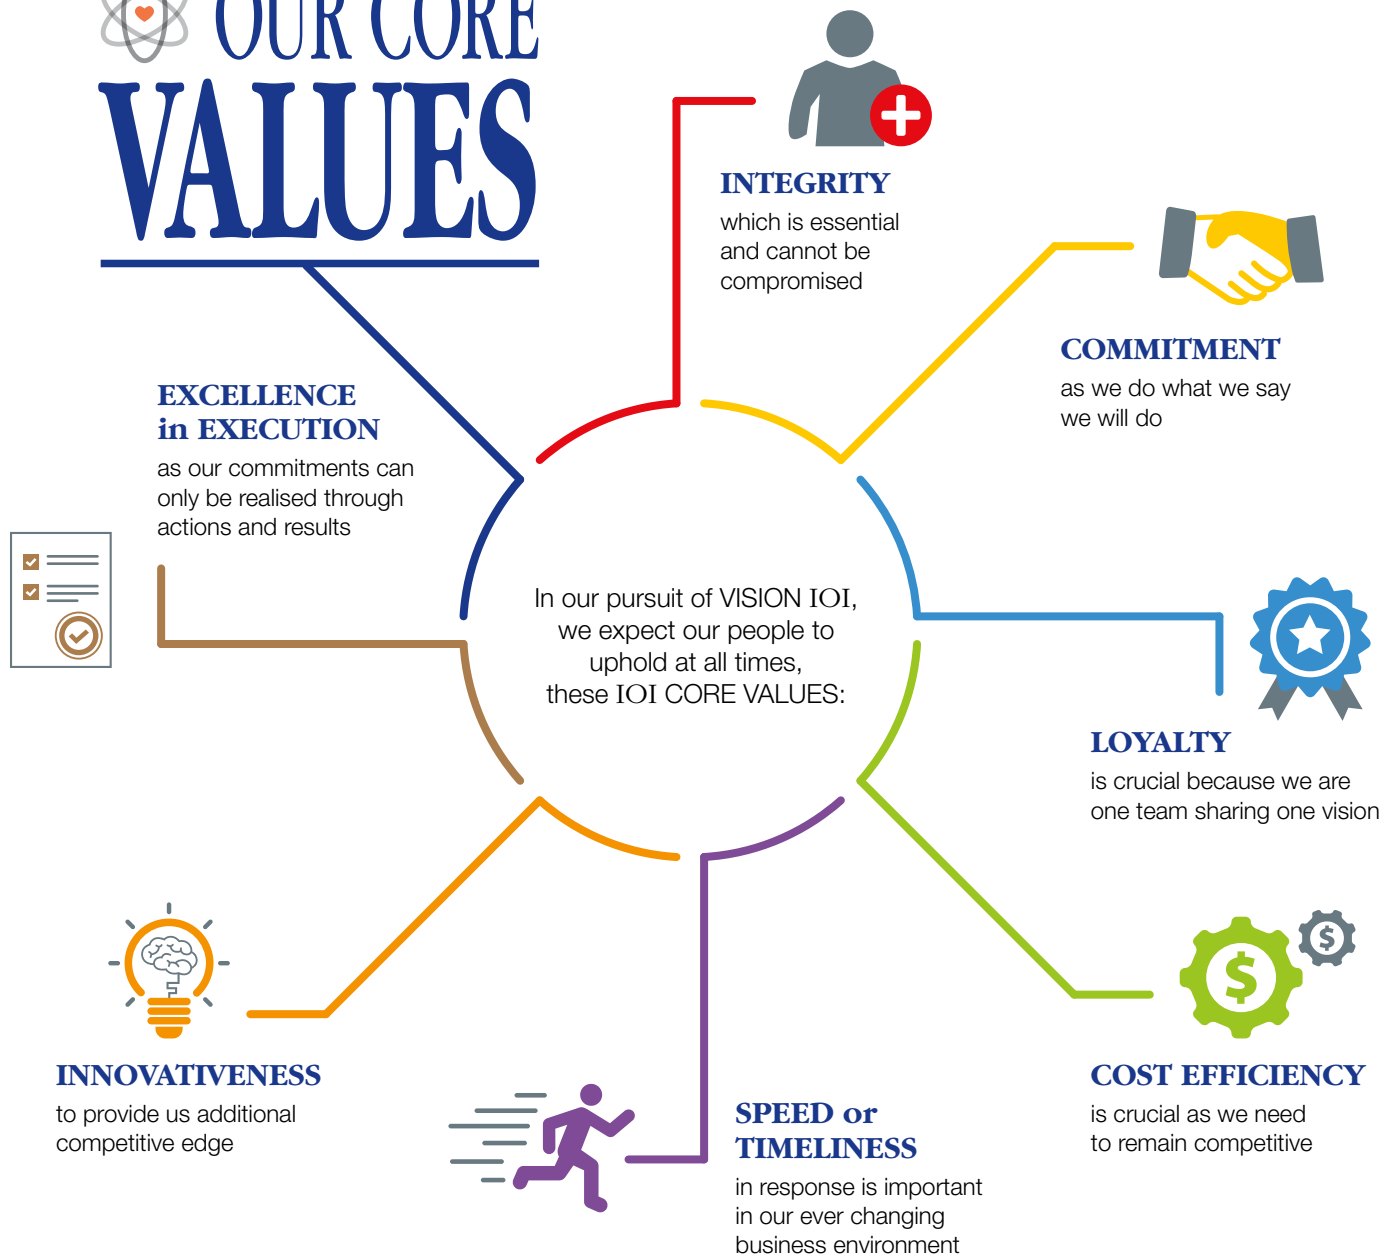 OUR CORE
VALUES
INTEGRITY
which is essential
and cannot be
compromised
COMMITMENT
as we do what we say
we will do
EXCELLENCE
in EXECUTION
as our commitments can
only be realised through
actions and results
In our pursuit of VISION IOI,
we expect our people to
uphold at all times,
these IOI CORE VALUES:
LOYALTY
is crucial because we are
one team sharing one vision
$
$
INNOVATIVENESS
to provide us additional
competitive edge
COST EFFICIENCY
is crucial as we need
to remain competitive
SPEED or
TIMELINESS
in response is important
in our ever changing
business environment